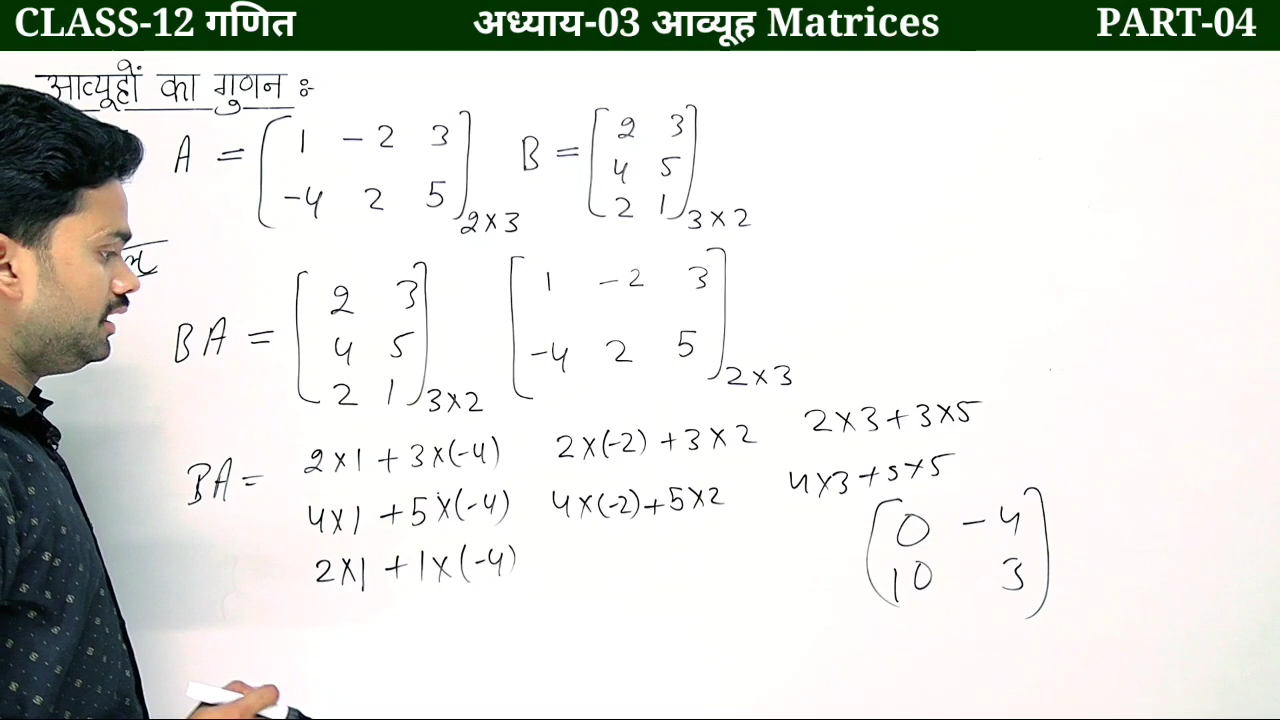 CLASS-12 गणित अध्याय-03 आव्यूह Matrices PART-04
आव्यूहों का गुणन :-
A = [ 1 -2 3 B = [ 2 3
4 5
-4 2 5 ]2×3 2 1 ]3×2
BA = [ 2 3 [ 1 -2 3
4 5 -4 2 5 ]2×3
2 1 ]3×2
BA = 2×1+3×(-4) 2×(-2)+3×2 2×3+3×5
4×1+5×(-4) 4×(-2)+5×2 4×3+5×5
2×1+1×(-4)
[ 0 -4
10 3 ]